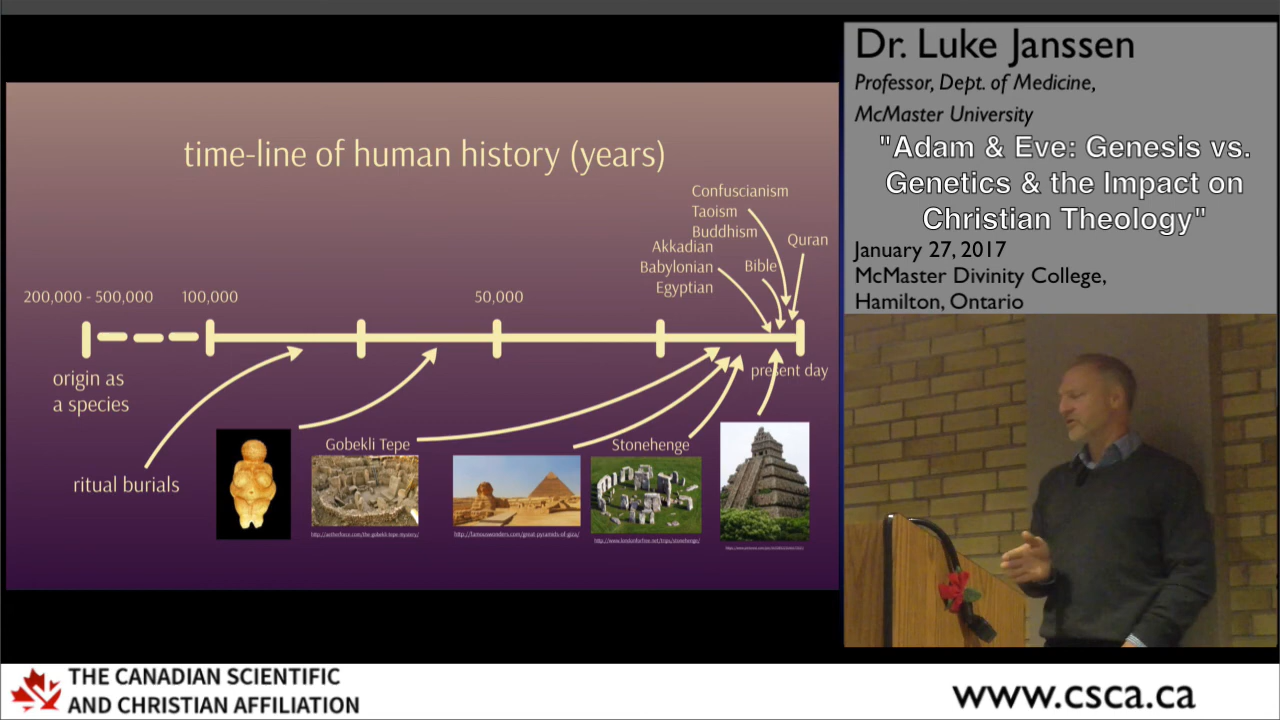 Dr. Luke Janssen
Professor, Dept. of Medicine,
McMaster University
"Adam & Eve: Genesis vs.
Genetics & the Impact on
Christian Theology"
January 27, 2017
McMaster Divinity College,
Hamilton, Ontario
time-line of human history (years)
Confuscianism
Taoism
Buddhism
Akkadian
Babylonian
Egyptian
Bible
Quran
200,000 - 500,000
100,000
50,000
origin as
a species
present day
ritual burials
Gobekli Tepe
Stonehenge
THE CANADIAN SCIENTIFIC
AND CHRISTIAN AFFILIATION
www.csca.ca